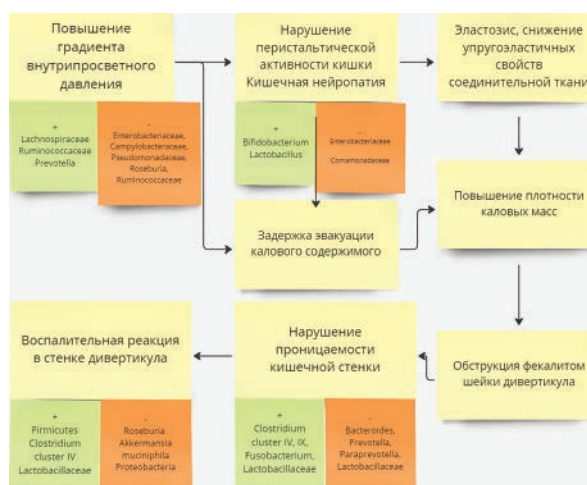 Повышение
градиента
внутрипросветного
давления
+
Lachnospiraceae
Ruminococcaceae
Prevotella
-
Enterobacteriaceae,
Campylobacteraceae,
Pseudomonadaceae,
Roseburia,
Ruminococcaceae
Нарушение
перистальтической
активности кишки
Кишечная нейропатия
+
Bifidobacterium
Lactobacillus
-
Enterobacteriaceae
Comamonadaceae
Эластозис, снижение
упругоэластичных
свойств
соединительной ткани
Задержка эвакуации
калового содержимого
Повышение плотности
каловых масс
Обструкция фекалитом
шейки дивертикула
Нарушение
проницаемости
кишечной стенки
+
Clostridium
cluster IV, IX,
Fusobacterium,
Lactobacillaceae
-
Bacteroides,
Prevotella,
Paraprevotella,
Lactobacillaceae
Воспалительная реакция
в стенке дивертикула
+
Firmicutes
Clostridium
cluster IV
Lactobacillaceae
-
Roseburia
Akkermansia
muciniphila
Proteobacteria